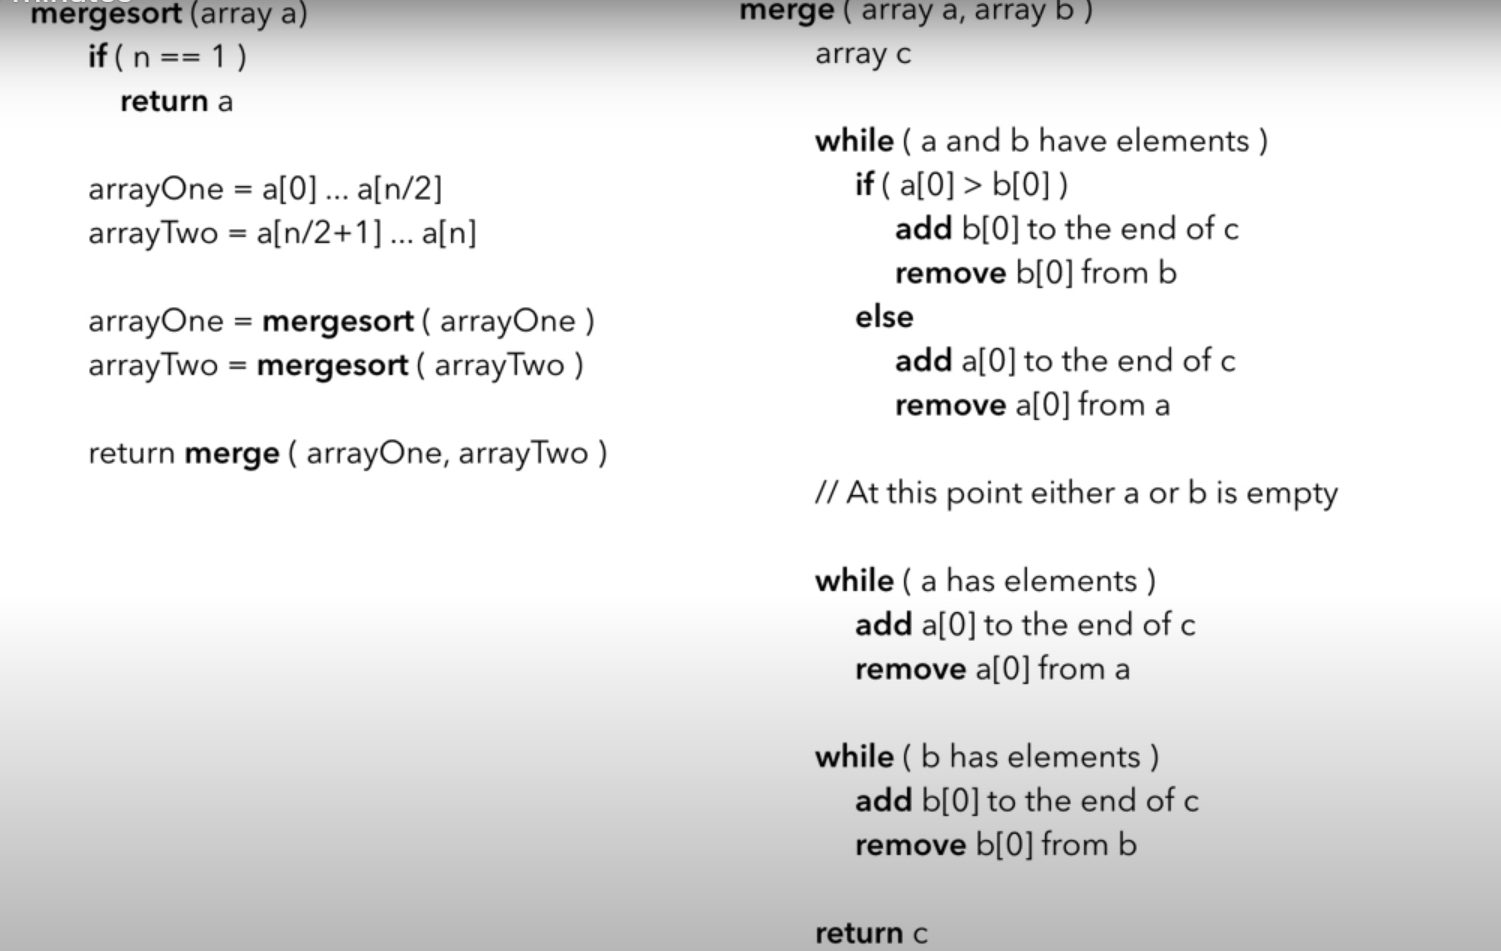 mergesort (array a)
if ( n == 1 )
return a
arrayOne = a[0] ... a[n/2]
arrayTwo = a[n/2+1] ... a[n]
arrayOne = mergesort ( arrayOne )
arrayTwo = mergesort ( arrayTwo )
return merge ( arrayOne, arrayTwo )
merge ( array a, array b )
array c
while ( a and b have elements )
if ( a[0] > b[0] )
add b[0] to the end of c
remove b[0] from b
else
add a[0] to the end of c
remove a[0] from a
// At this point either a or b is empty
while ( a has elements )
add a[0] to the end of c
remove a[0] from a
while ( b has elements )
add b[0] to the end of c
remove b[0] from b
return c